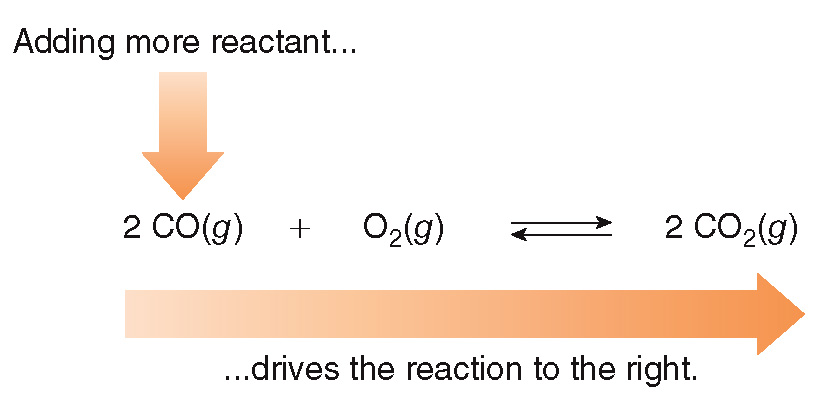 Adding more reactant...
2 CO(g) + O₂(g) ⇌ 2 CO₂(g)
...drives the reaction to the right.